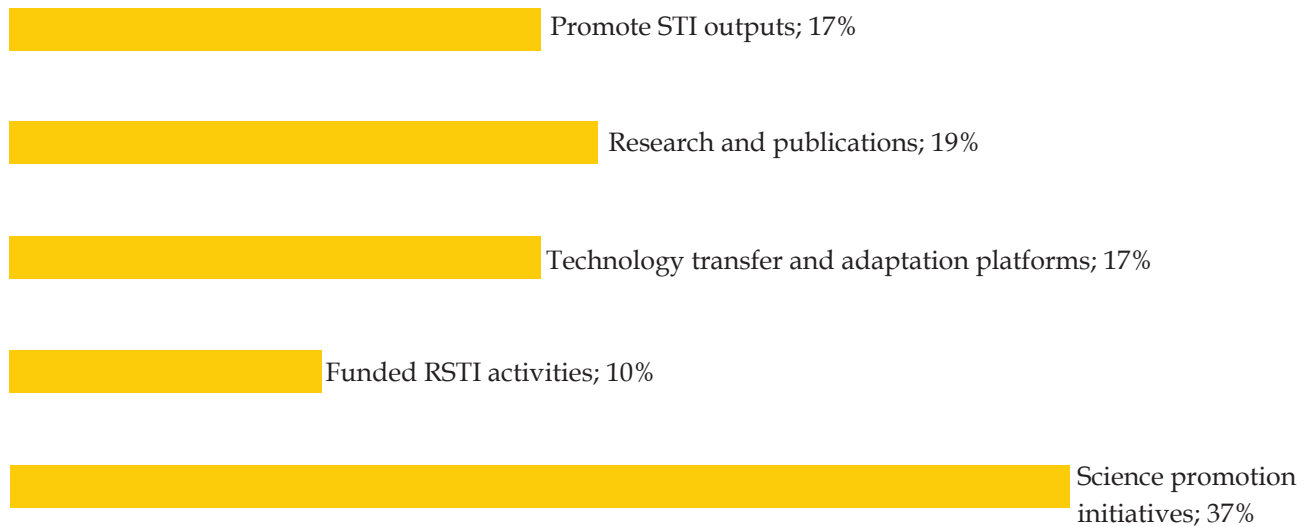 Promote STI outputs; 17%
Research and publications; 19%
Technology transfer and adaptation platforms; 17%
Funded RSTI activities; 10%
Science promotion
initiatives; 37%